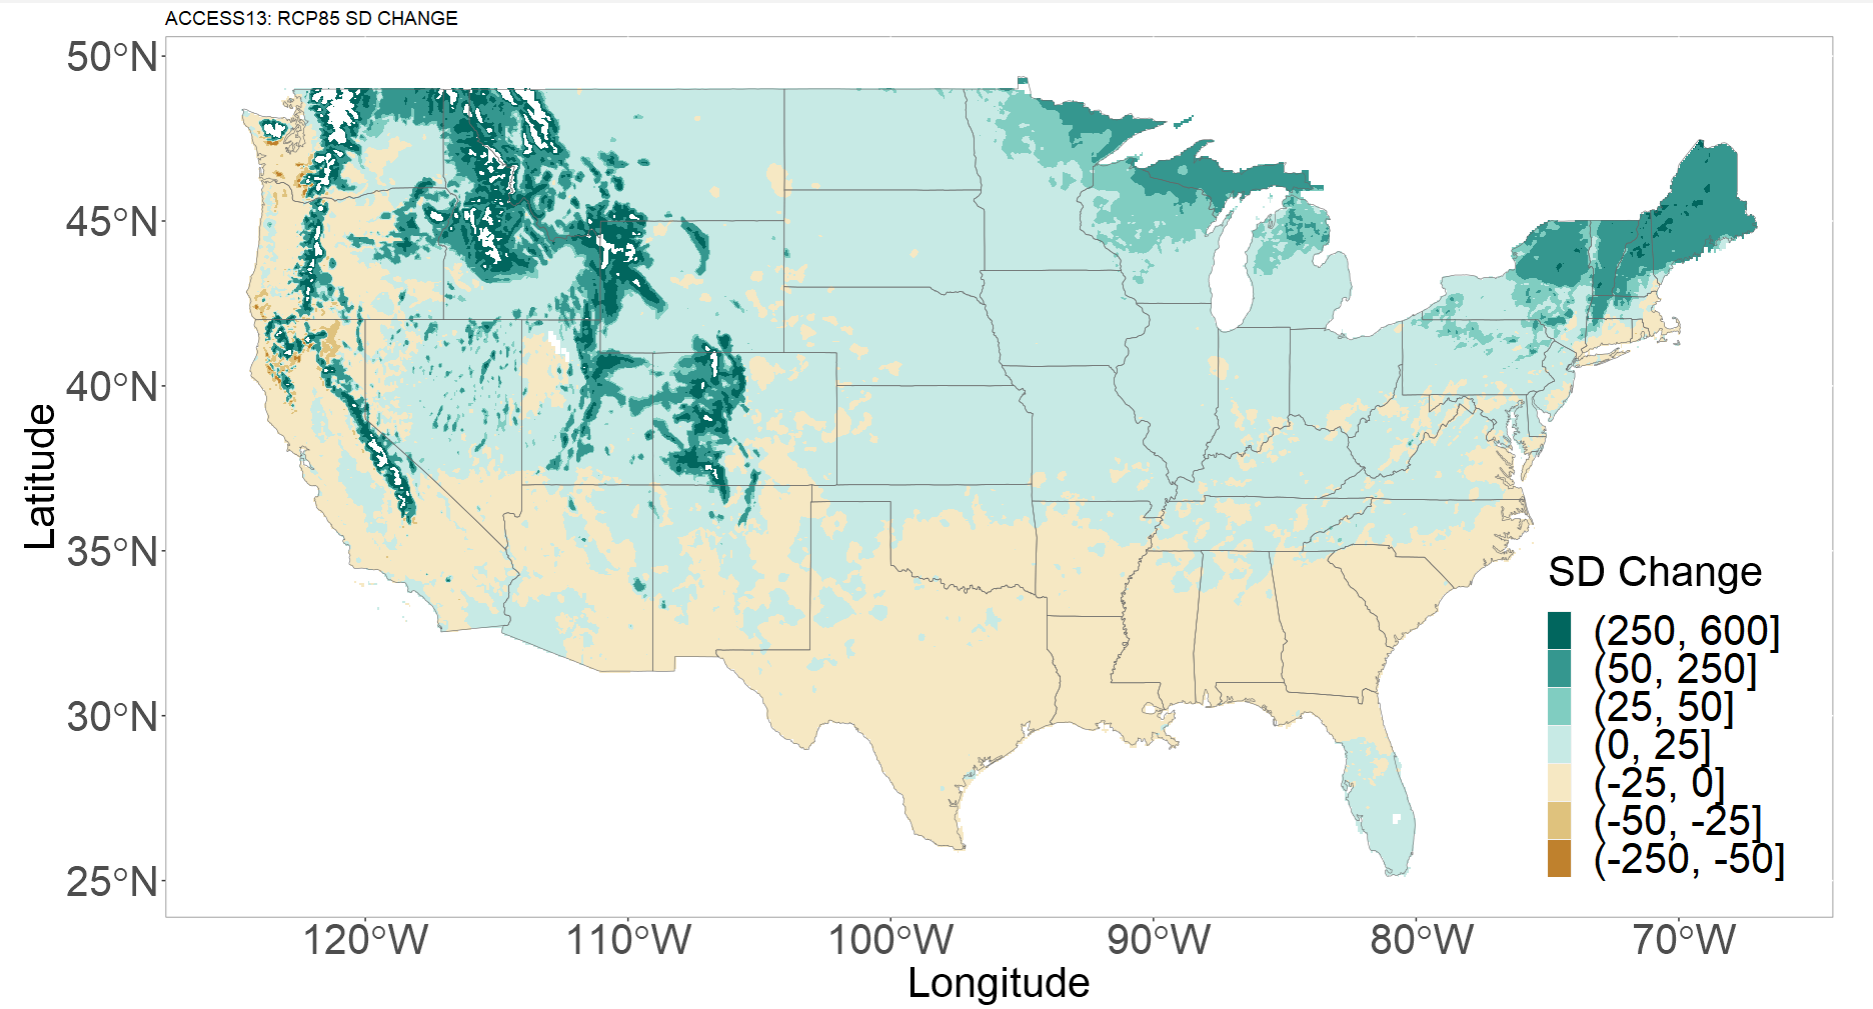 ACCESS13: RCP85 SD CHANGE
50°N
45°N
40°N
35°N
30°N
25°N
Latitude
SD Change
(250, 600]
(50, 250]
(25, 50]
(0, 25]
(-25, 0]
(-50, -25]
(-250, -50]
120°W
110°W
100°W
90°W
80°W
70°W
Longitude